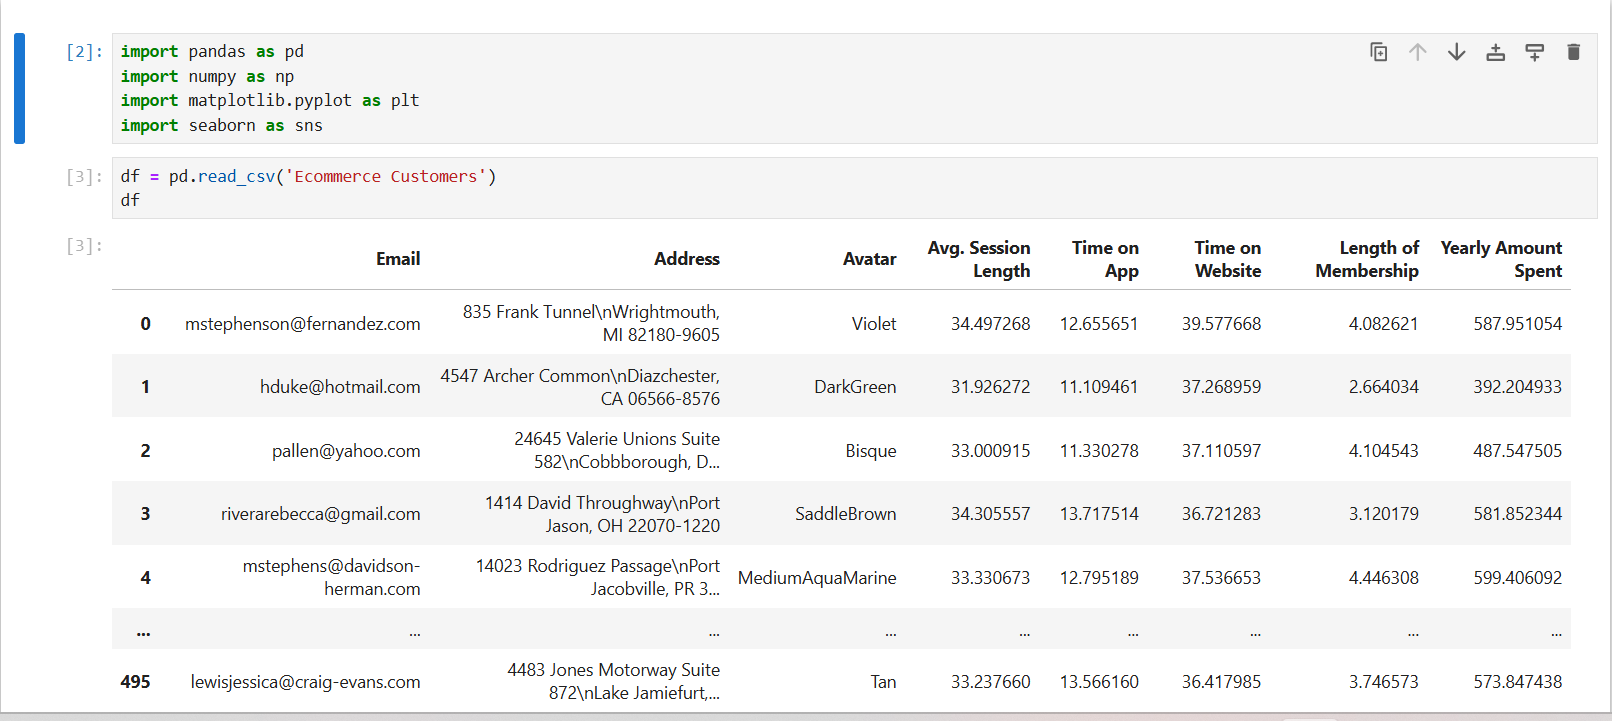 [2]: import pandas as pd
import numpy as np
import matplotlib.pyplot as plt
import seaborn as sns
[3]: df = pd.read_csv('Ecommerce Customers')
df
[3]:
Email Address Avatar Avg. Session Length Time on App Time on Website Length of Membership Yearly Amount Spent
0 mstephenson@fernandez.com 835 Frank Tunnel\nWrightmouth, MI 82180-9605 Violet 34.497268 12.655651 39.577668 4.082621 587.951054
1 hduke@hotmail.com 4547 Archer Common\nDiazchester, CA 06566-8576 DarkGreen 31.926272 11.109461 37.268959 2.664034 392.204933
2 pallen@yahoo.com 24645 Valerie Unions Suite 582\nCobbborough, D... Bisque 33.000915 11.330278 37.110597 4.104543 487.547505
3 riverarebecca@gmail.com 1414 David Throughway\nPort Jason, OH 22070-1220 SaddleBrown 34.305557 13.717514 36.721283 3.120179 581.852344
4 mstephens@davidson-herman.com 14023 Rodriguez Passage\nPort Jacobville, PR 3... MediumAquaMarine 33.330673 12.795189 37.536653 4.446308 599.406092
... ... ... ... ... ... ... ... ...
495 lewisjessica@craig-evans.com 4483 Jones Motorway Suite 872\nLake Jamiefurt,... Tan 33.237660 13.566160 36.417985 3.746573 573.847438